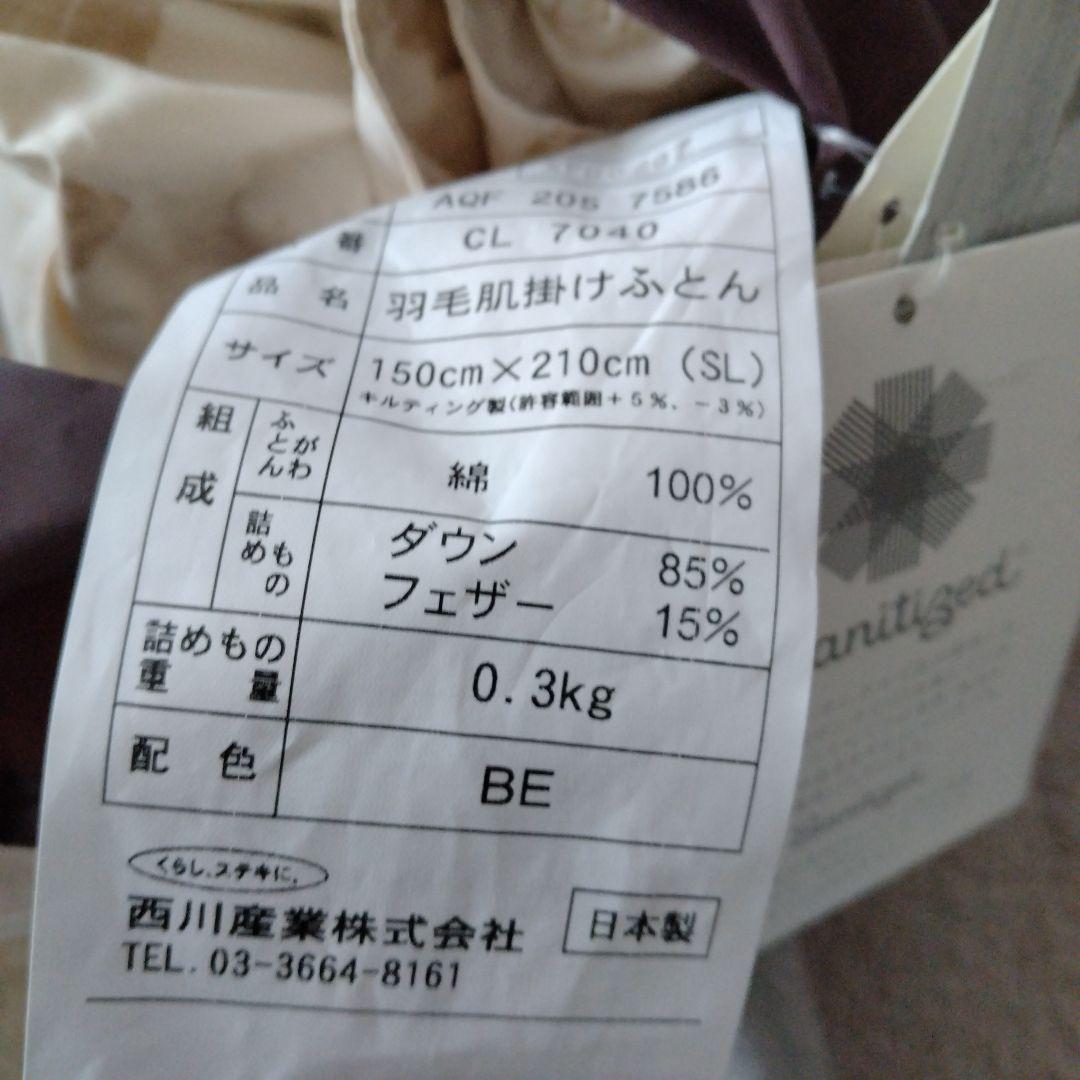 AQF 205 7586
番 CL 7040
品名 羽毛肌掛けふとん
サイズ 150cm×210cm (SL)
キルティング製(許容範囲+5%、-3%)
組成 ふとんがわ 綿 100%
詰めもの ダウン 85%
フェザー 15%
詰めもの重量 0.3kg
配色 BE
くらし、ステキに。
西川産業株式会社
日本製
TEL.03-3664-8161
anitized